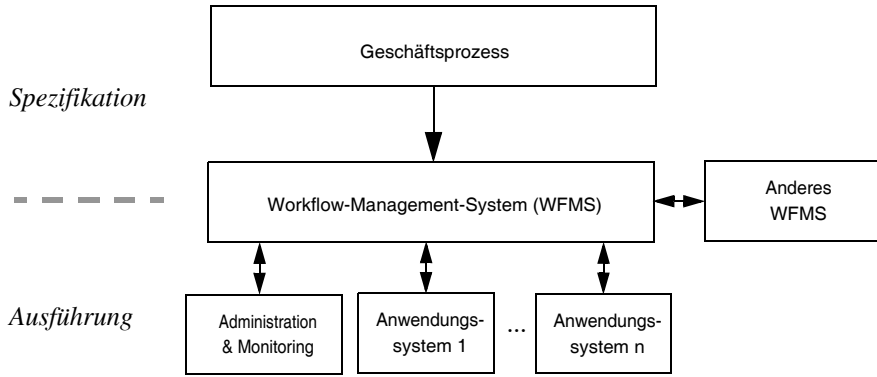 Geschäftsprozess
Spezifikation
Workflow-Management-System (WFMS)
Anderes
WFMS
Ausführung
Administration
& Monitoring
Anwendungs-
system 1
...
Anwendungs-
system n